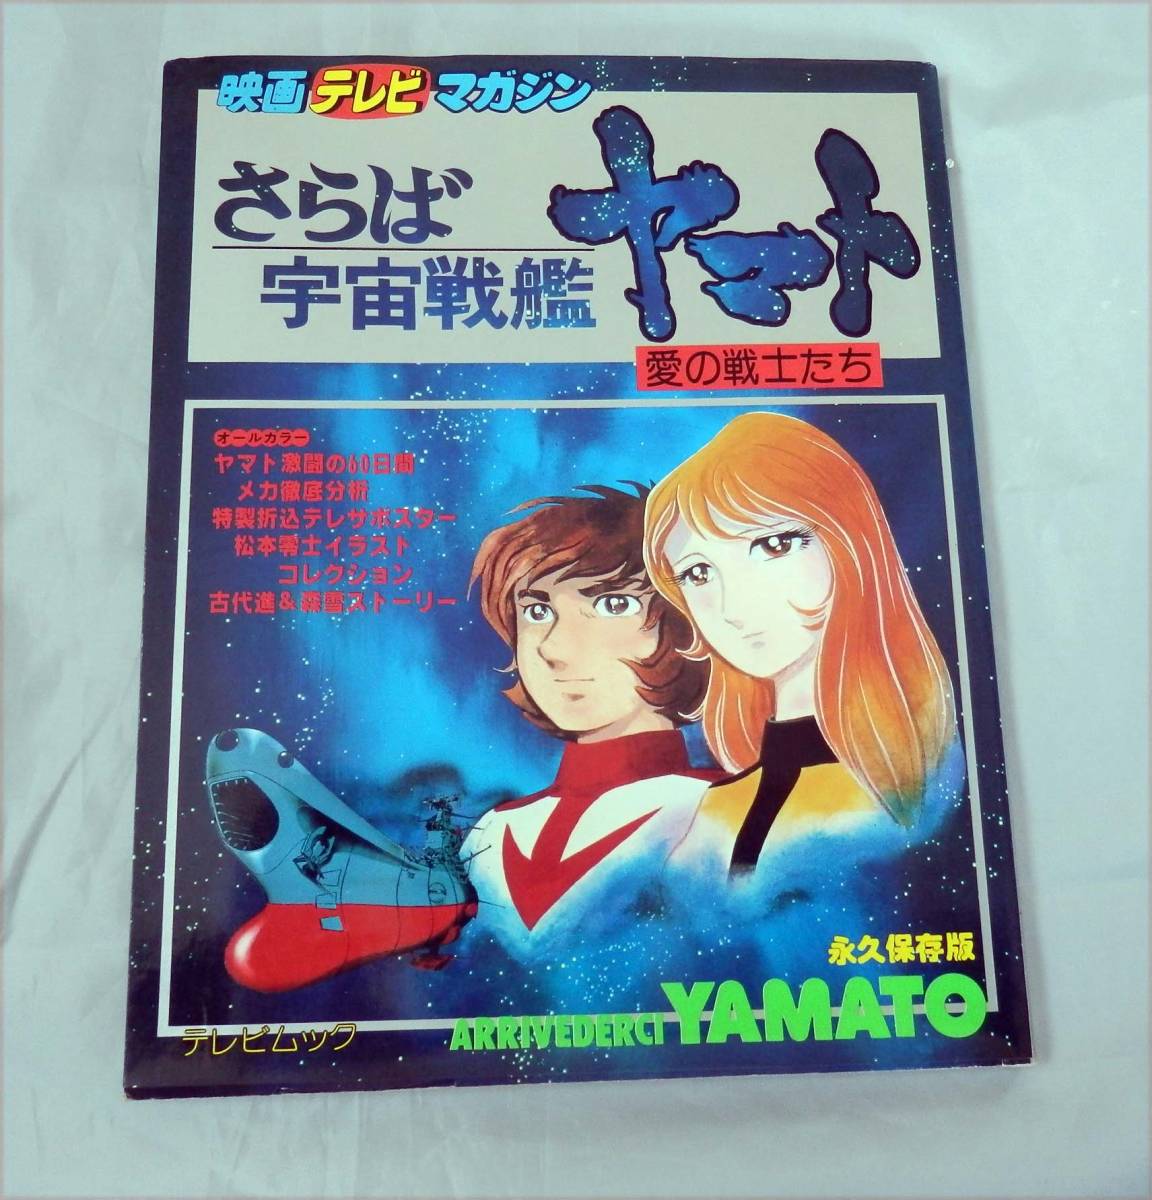 映画テレビマガジン
さらば
宇宙戦艦
ヤマト
愛の戦士たち
オールカラー
ヤマト激闘の60日間
メカ徹底分析
特製折込テレサポスター
松本零士イラスト
コレクション
古代進&森雪ストーリー
永久保存版
ARRIVEDERCI YAMATO
テレビムック